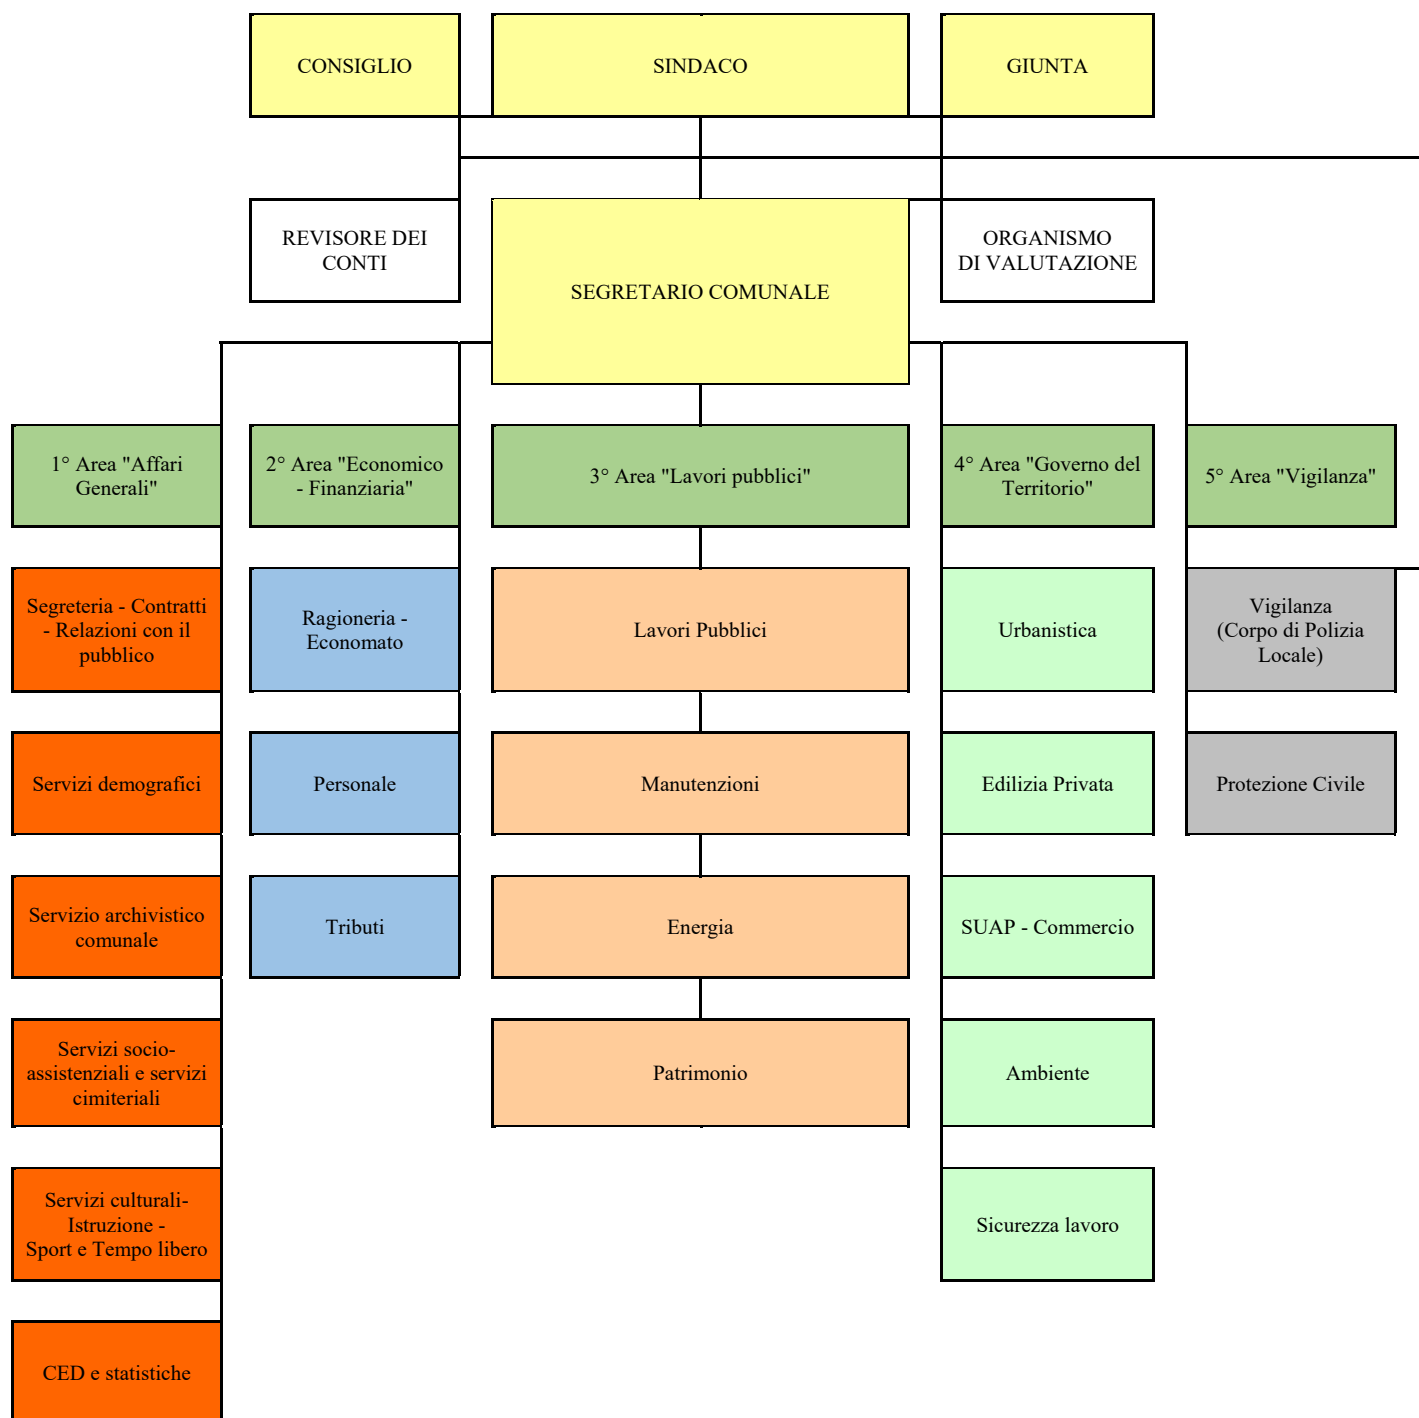 CONSIGLIO
SINDACO
GIUNTA
REVISORE DEI
CONTI
SEGRETARIO COMUNALE
ORGANISMO
DI VALUTAZIONE
1° Area "Affari
Generali"
2° Area "Economico
- Finanziaria"
3° Area "Lavori pubblici"
4° Area "Governo del
Territorio"
5° Area "Vigilanza"
Segreteria - Contratti
- Relazioni con il
pubblico
Ragioneria -
Economato
Lavori Pubblici
Urbanistica
Vigilanza
(Corpo di Polizia
Locale)
Servizi demografici
Personale
Manutenzioni
Edilizia Privata
Protezione Civile
Servizio archivistico
comunale
Tributi
Energia
SUAP - Commercio
Servizi socio-
assistenziali e servizi
cimiteriali
Patrimonio
Ambiente
Servizi culturali-
Istruzione -
Sport e Tempo libero
Sicurezza lavoro
CED e statistiche